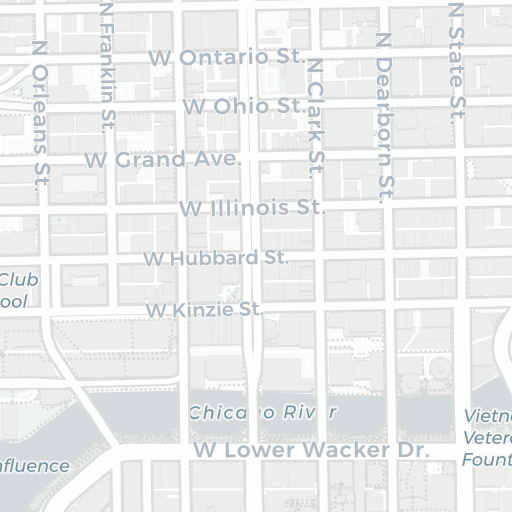 N Orleans St.
N Franklin St.
N State St.
N Dearborn St.
N Clark St.
W Ontario St.
W Ohio St.
W Grand Ave.
W Illinois St.
W Hubbard St.
Club
ool
W Kinzie St.
Chicago River
Vietn
Veter
Fount
W Lower Wacker Dr.
nfluence